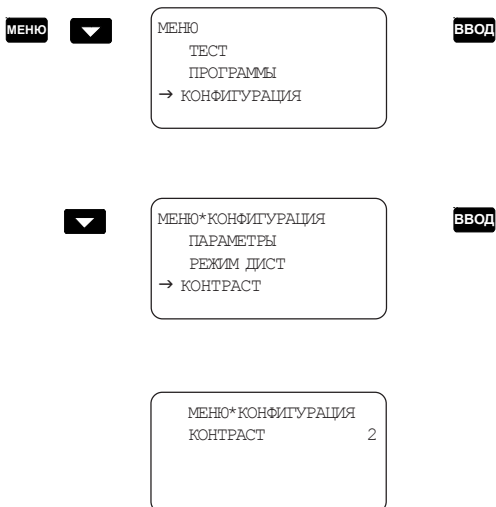 МЕНЮ
МЕНЮ
ТЕСТ
ПРОГРАММЫ
→ КОНФИГУРАЦИЯ
ВВОД
МЕНЮ*КОНФИГУРАЦИЯ
ПАРАМЕТРЫ
РЕЖИМ ДИСТ
→ КОНТРАСТ
ВВОД
МЕНЮ*КОНФИГУРАЦИЯ
КОНТРАСТ 2